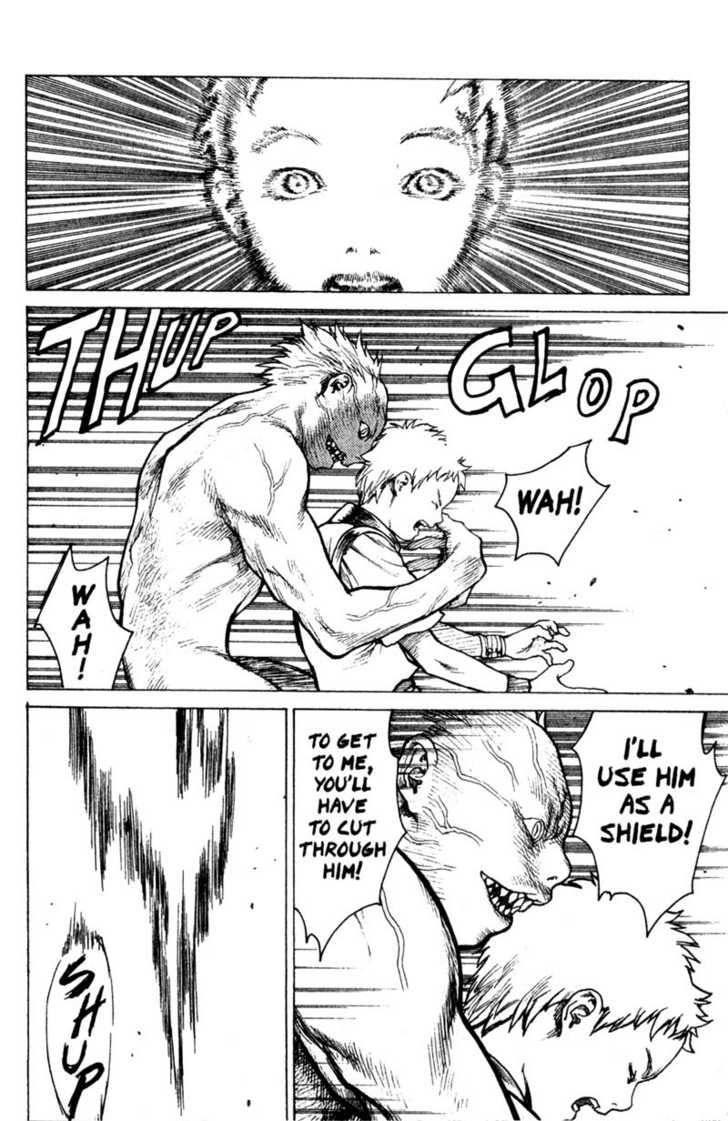 THUP
GLOP
WAH!
WAH!
TO GET
TO ME,
YOU'LL
HAVE
TO CUT
THROUGH
HIM!
I'LL
USE HIM
AS A
SHIELD!
SHUP